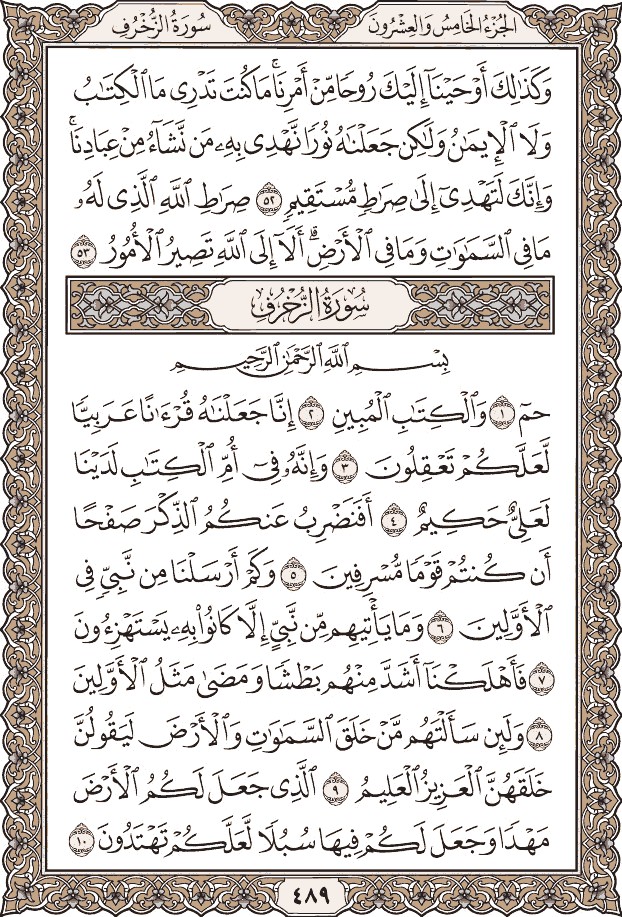 الجُزْءُ الخَامِسُ وَالعِشْرُونَ
سُورَةُ الزُّخْرُفِ
وَكَذَٰلِكَ أَوْحَيْنَآ إِلَيْكَ رُوحًا مِّنْ أَمْرِنَا ۚ مَا كُنتَ تَدْرِى مَا ٱلْكِتَٰبُ
وَلَا ٱلْإِيمَٰنُ وَلَٰكِن جَعَلْنَٰهُ نُورًا نَّهْدِى بِهِۦ مَن نَّشَآءُ مِنْ عِبَادِنَا ۚ
وَإِنَّكَ لَتَهْدِىٓ إِلَىٰ صِرَٰطٍ مُّسْتَقِيمٍ ٥٢ صِرَٰطِ ٱللَّهِ ٱلَّذِى لَهُۥ
مَا فِى ٱلسَّمَٰوَٰتِ وَمَا فِى ٱلْأَرْضِ ۗ أَلَآ إِلَى ٱللَّهِ تَصِيرُ ٱلْأُمُورُ ٥٣
سُورَةُ الزُّخْرُفِ
بِسْمِ ٱللَّهِ ٱلرَّحْمَٰنِ ٱلرَّحِيمِ
حمٓ ١ وَٱلْكِتَٰبِ ٱلْمُبِينِ ٢ إِنَّا جَعَلْنَٰهُ قُرْءَٰنًا عَرَبِيًّا
لَّعَلَّكُمْ تَعْقِلُونَ ٣ وَإِنَّهُۥ فِىٓ أُمِّ ٱلْكِتَٰبِ لَدَيْنَا
لَعَلِىٌّ حَكِيمٌ ٤ أَفَنَضْرِبُ عَنكُمُ ٱلذِّكْرَ صَفْحًا
أَن كُنتُمْ قَوْمًا مُّسْرِفِينَ ٥ وَكَمْ أَرْسَلْنَا مِن نَّبِىٍّ فِى
ٱلْأَوَّلِينَ ٦ وَمَا يَأْتِيهِم مِّن نَّبِىٍّ إِلَّا كَانُوا۟ بِهِۦ يَسْتَهْزِءُونَ
٧ فَأَهْلَكْنَآ أَشَدَّ مِنْهُم بَطْشًا وَمَضَىٰ مَثَلُ ٱلْأَوَّلِينَ
٨ وَلَئِن سَأَلْتَهُم مَّنْ خَلَقَ ٱلسَّمَٰوَٰتِ وَٱلْأَرْضَ لَيَقُولُنَّ
خَلَقَهُنَّ ٱلْعَزِيزُ ٱلْعَلِيمُ ٩ ٱلَّذِى جَعَلَ لَكُمُ ٱلْأَرْضَ
مَهْدًا وَجَعَلَ لَكُمْ فِيهَا سُبُلًا لَّعَلَّكُمْ تَهْتَدُونَ ١٠
٤٨٩